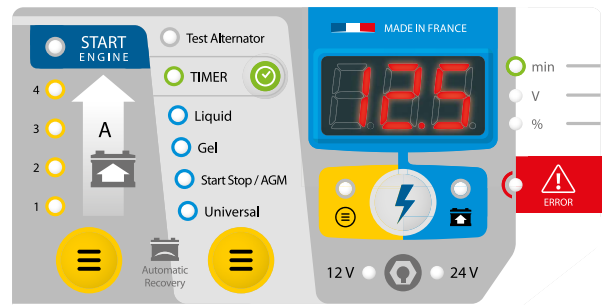 START
ENGINE
4
3
2
1
A
Test Alternator
TIMER
Liquid
Gel
Start Stop / AGM
Universal
Automatic
Recovery
MADE IN FRANCE
12.5
min
V
%
ERROR
12 V
24 V